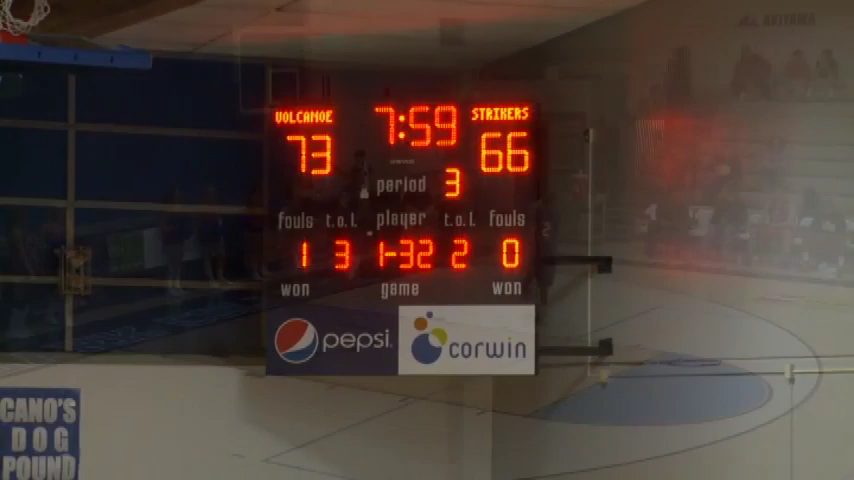 AKIYAMA
VOLCANOE 7:59 STRIKERS
73 66
period 3
fouls t.o.l. player t.o.l. fouls
1 3 1-32 2 0
won game won
pepsi corwin
CANO'S
DOG
POUND